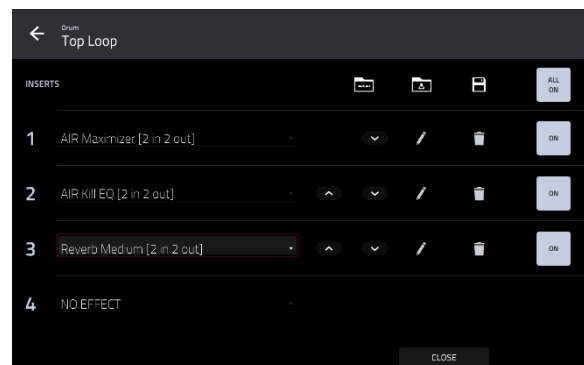 Drum
Top Loop
INSERTS
ALL
ON
1 AIR Maximizer [2 in 2 out] ON
2 AIR Kill EQ [2 in 2 out] ON
3 Reverb Medium [2 in 2 out] ON
4 NO EFFECT
CLOSE